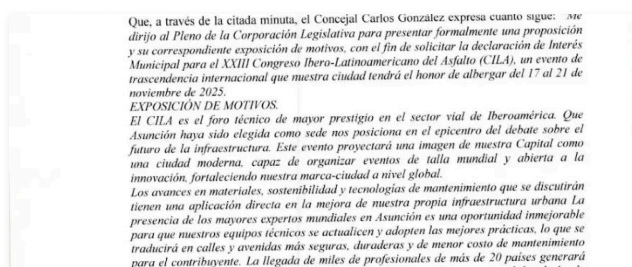 Que, a través de la citada minuta, el Concejal Carlos González expresa cuanto sigue: Me
dirijo al Pleno de la Corporación Legislativa para presentar formalmente una proposición
y su correspondiente exposición de motivos, con el fin de solicitar la declaración de Interés
Municipal para el XXIII Congreso Ibero-Latinoamericano del Asfalto (CILA), un evento de
trascendencia internacional que nuestra ciudad tendrá el honor de albergar del 17 al 21 de
noviembre de 2025.
EXPOSICIÓN DE MOTIVOS.
El CILA es el foro técnico de mayor prestigio en el sector vial de Iberoamérica. Que
Asunción haya sido elegida como sede nos posiciona en el epicentro del debate sobre el
futuro de la infraestructura. Este evento proyectará una imagen de nuestra Capital como
una ciudad moderna, capaz de organizar eventos de talla mundial y abierta a la
innovación, fortaleciendo nuestra marca-ciudad a nivel global.
Los avances en materiales, sostenibilidad y tecnologías de mantenimiento que se discutirán
tienen una aplicación directa en la mejora de nuestra propia infraestructura urbana La
presencia de los mayores expertos mundiales en Asunción es una oportunidad inmejorable
para que nuestros equipos técnicos se actualicen y adopten las mejores prácticas, lo que se
traducirá en calles y avenidas más seguras, duraderas y de menor costo de mantenimiento
para el contribuyente. La llegada de miles de profesionales de más de 20 países generará